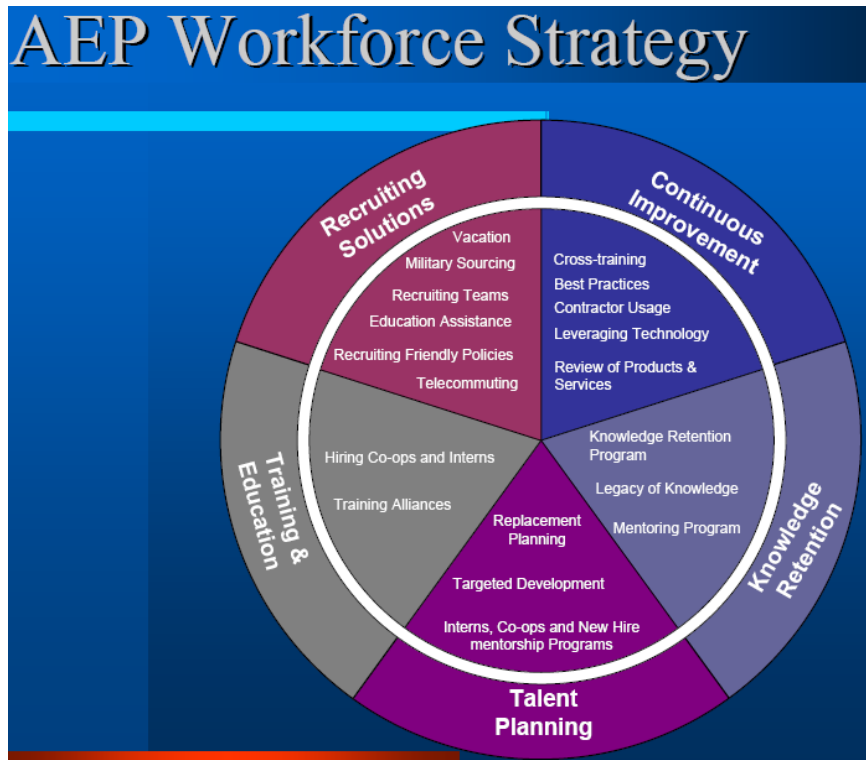 AEP Workforce Strategy
Recruiting
Solutions
Vacation
Military Sourcing
Recruiting Teams
Education Assistance
Recruiting Friendly Policies
Telecommuting
Continuous
Improvement
Cross-training
Best Practices
Contractor Usage
Leveraging Technology
Review of Products &
Services
Knowledge
Retention
Knowledge Retention
Program
Legacy of Knowledge
Mentoring Program
Talent
Planning
Replacement
Planning
Targeted Development
Interns, Co-ops and New Hire
mentorship Programs
Training &
Education
Hiring Co-ops and Interns
Training Alliances